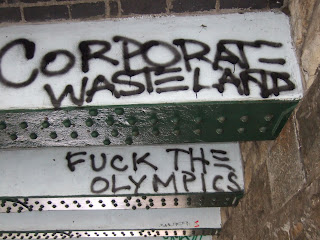 CORPORATE
WASTELAND
FUCK THE
OLYMPICS